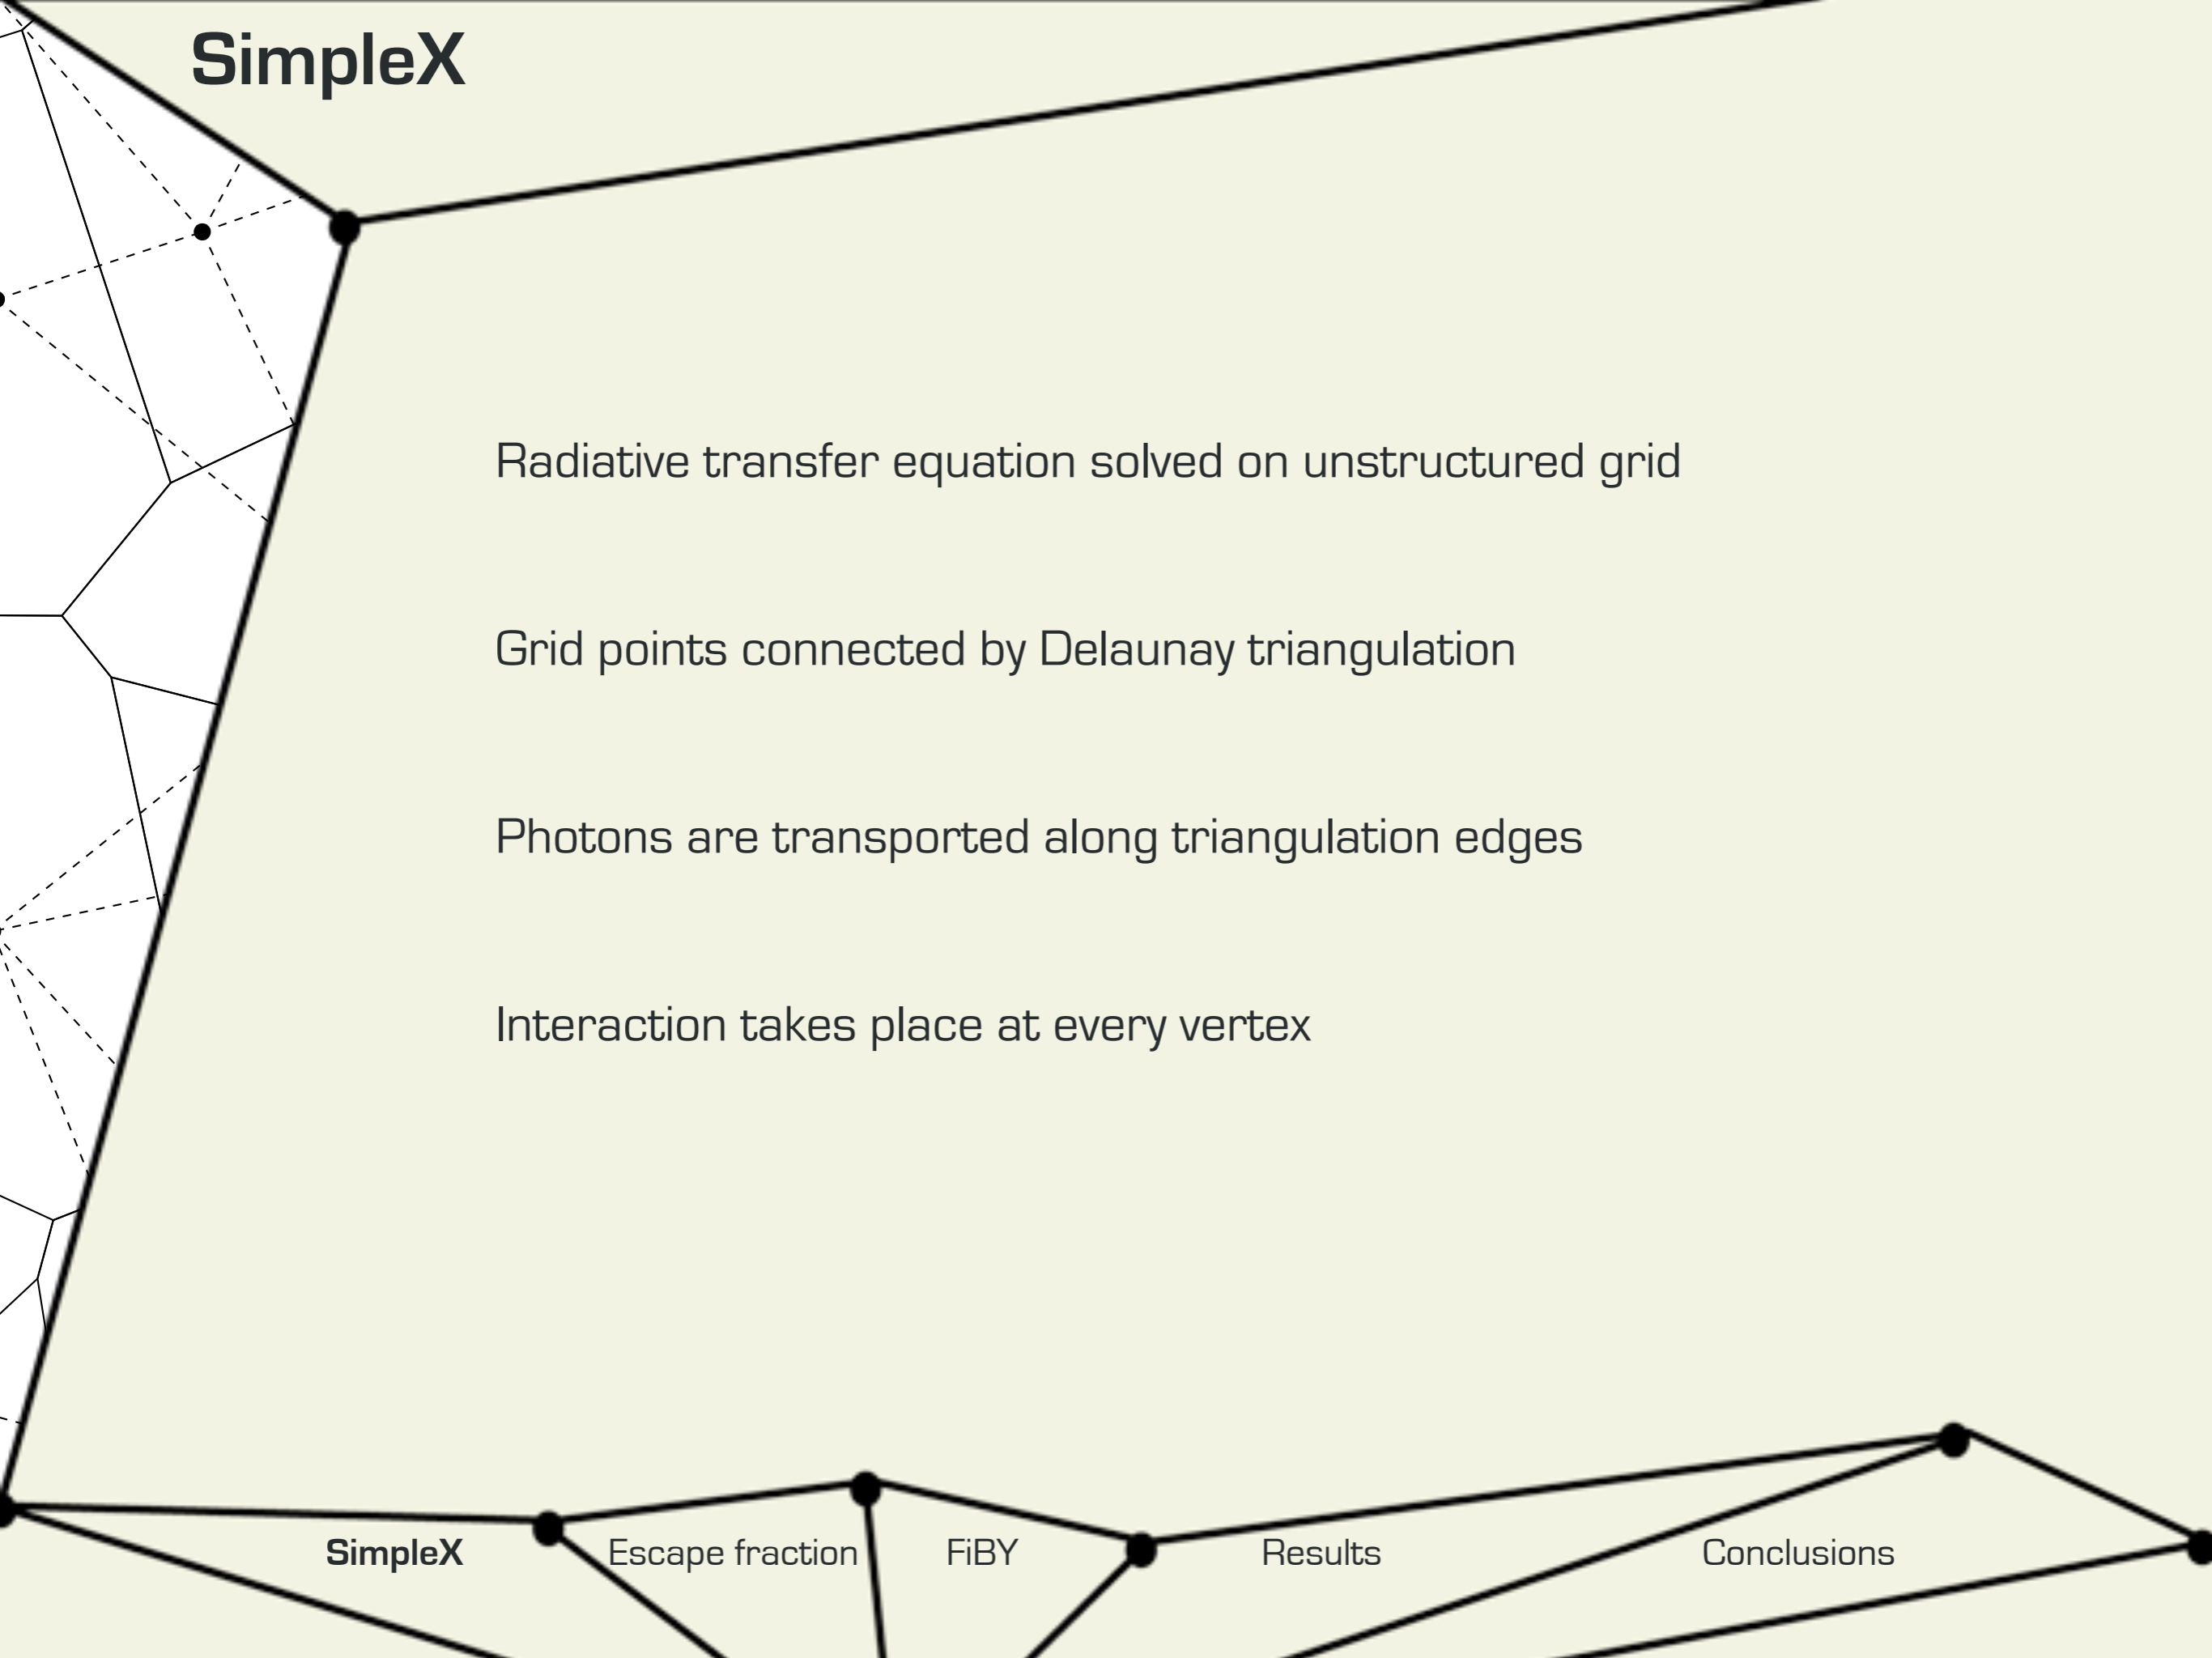 SimpleX
Radiative transfer equation solved on unstructured grid
Grid points connected by Delaunay triangulation
Photons are transported along triangulation edges
Interaction takes place at every vertex
SimpleX
Escape fraction
FiBY
Results
Conclusions